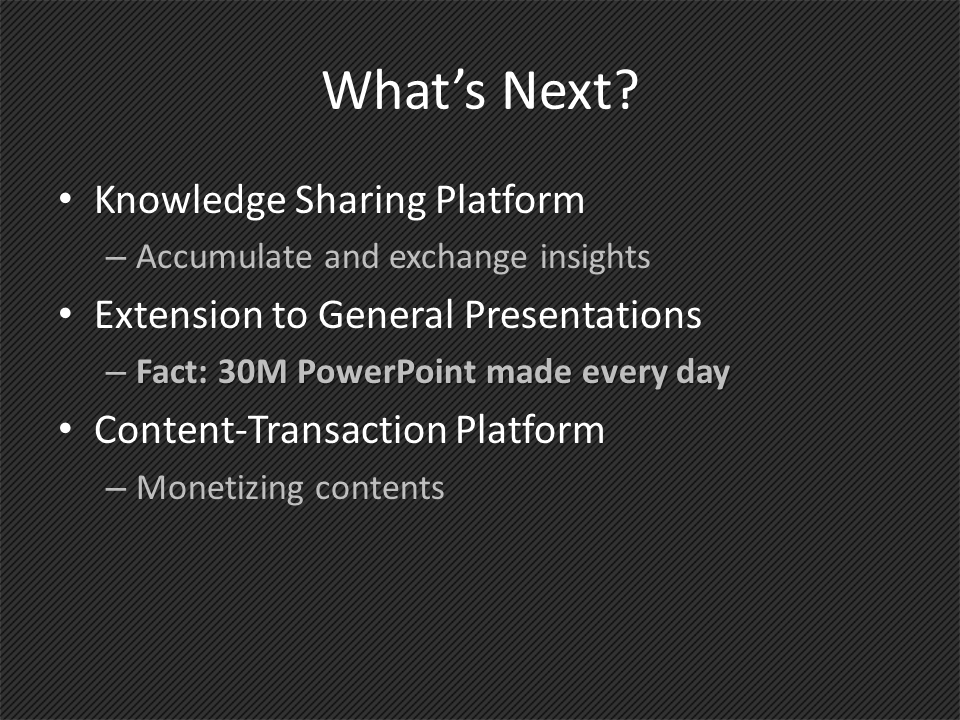 What’s Next?
• Knowledge Sharing Platform
– Accumulate and exchange insights
• Extension to General Presentations
– Fact: 30M PowerPoint made every day
• Content-Transaction Platform
– Monetizing contents